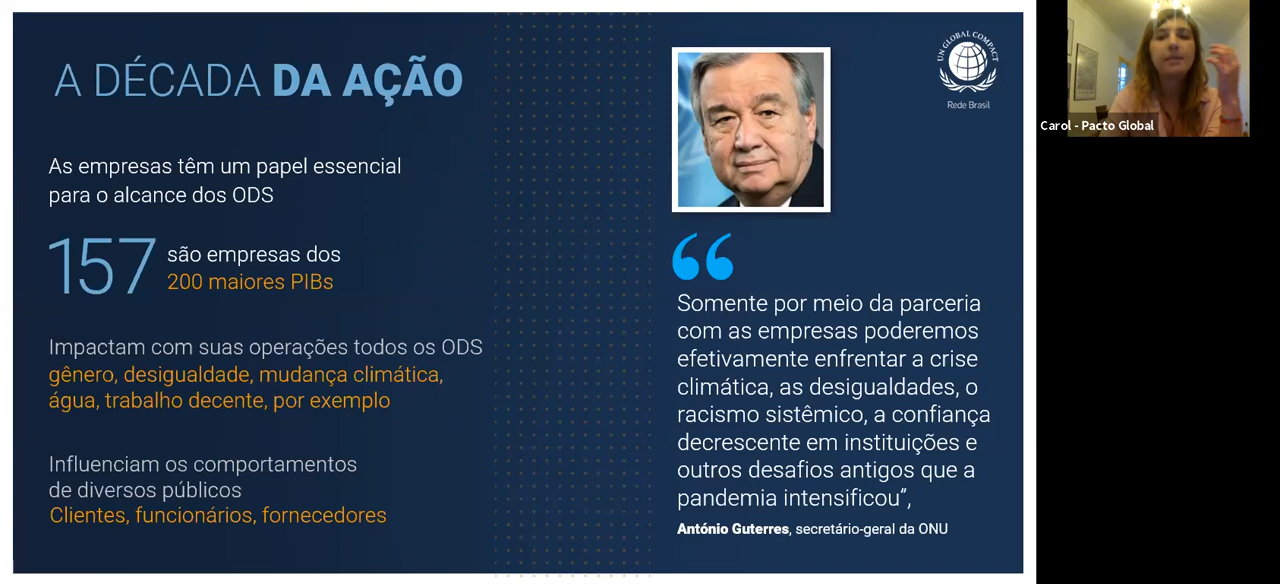 A DÉCADA DA AÇÃO
As empresas têm um papel essencial
para o alcance dos ODS
157 são empresas dos
200 maiores PIBs
Impactam com suas operações todos os ODS
gênero, desigualdade, mudança climática,
água, trabalho decente, por exemplo
Influenciam os comportamentos
de diversos públicos
Clientes, funcionários, fornecedores
UN GLOBAL COMPACT
Rede Brasil
“
Somente por meio da parceria
com as empresas poderemos
efetivamente enfrentar a crise
climática, as desigualdades, o
racismo sistêmico, a confiança
decrescente em instituições e
outros desafios antigos que a
pandemia intensificou”,
António Guterres, secretário-geral da ONU
Carol - Pacto Global